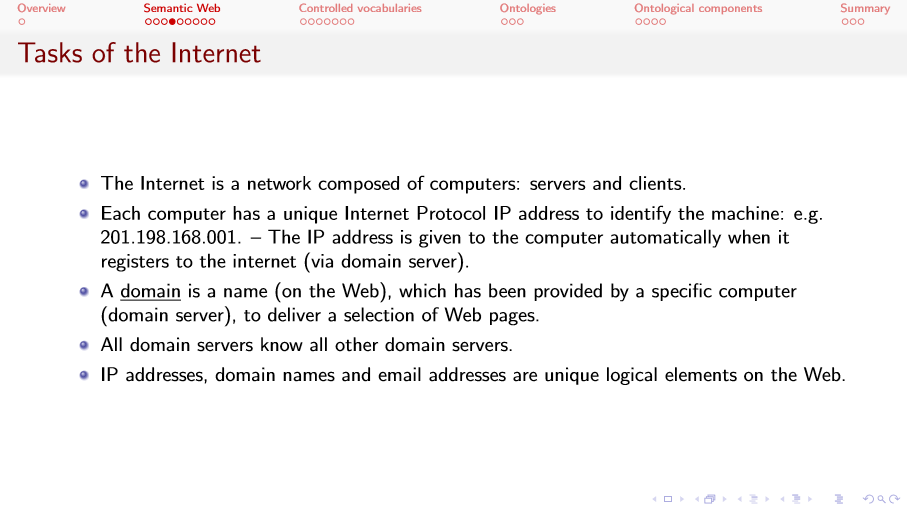 Overview Semantic Web Controlled vocabularies Ontologies Ontological components Summary
Tasks of the Internet
The Internet is a network composed of computers: servers and clients.
Each computer has a unique Internet Protocol IP address to identify the machine: e.g.
201.198.168.001. – The IP address is given to the computer automatically when it
registers to the internet (via domain server).
A domain is a name (on the Web), which has been provided by a specific computer
(domain server), to deliver a selection of Web pages.
All domain servers know all other domain servers.
IP addresses, domain names and email addresses are unique logical elements on the Web.